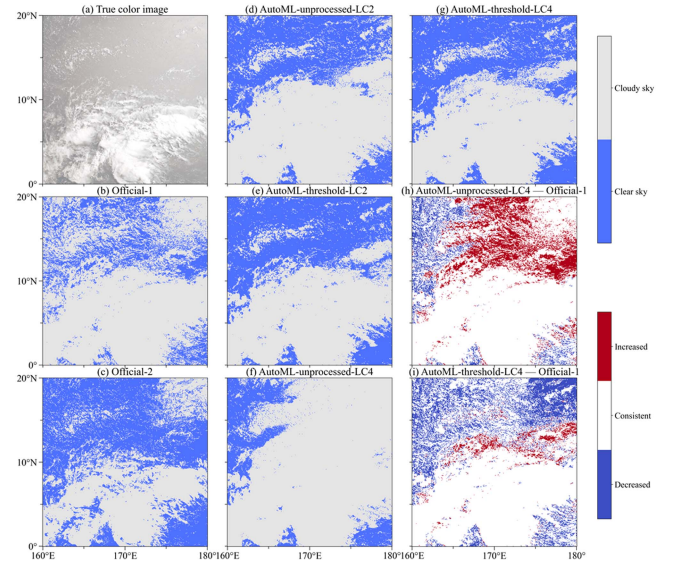 (a) True color image
(d) AutoML-unprocessed-LC2
(g) AutoML-threshold-LC4
20°N
10°N
0°
Cloudy sky
Clear sky
(b) Official-1
(e) AutoML-threshold-LC2
(h) AutoML-unprocessed-LC4 — Official-1
20°N
10°N
0°
Increased
Consistent
Decreased
(c) Official-2
(f) AutoML-unprocessed-LC4
(i) AutoML-threshold-LC4 — Official-1
20°N
10°N
0°
160°E 170°E 180° 160°E 170°E 180° 160°E 170°E 180°